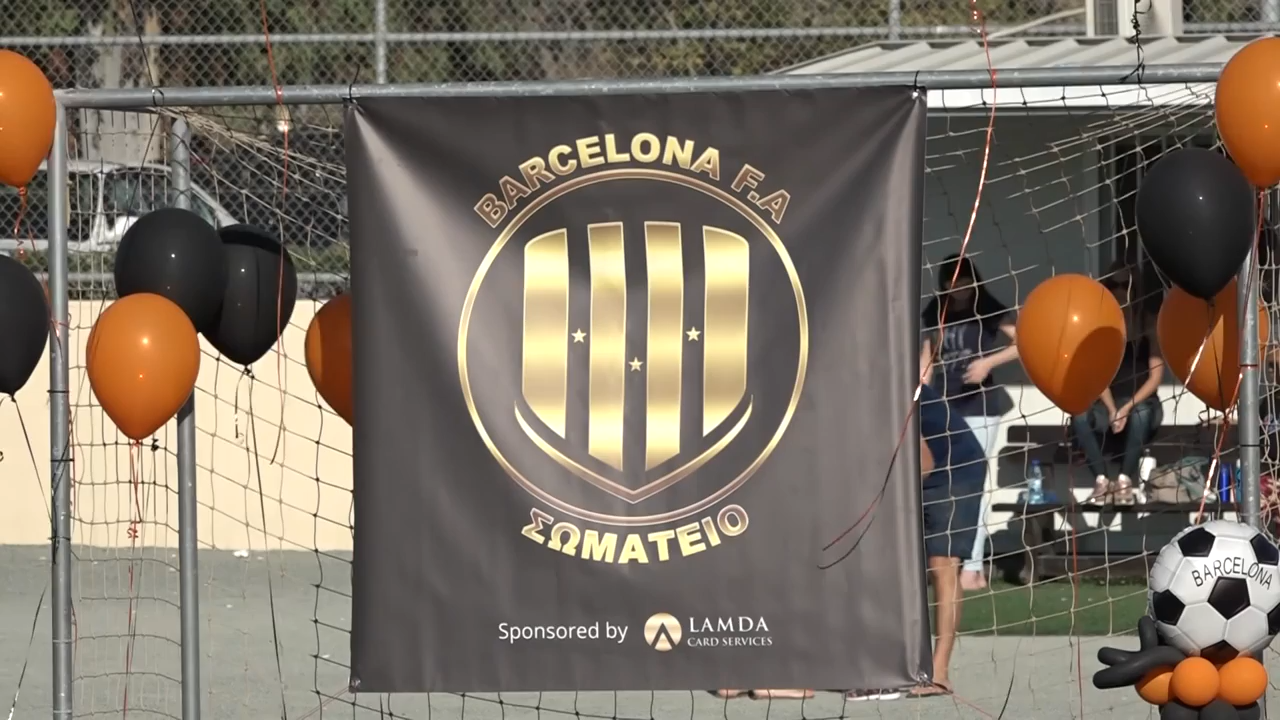 BARCELONA F.A
ΣΩΜΑΤΕΙΟ
Sponsored by LAMDA
CARD SERVICES
BARCELONA